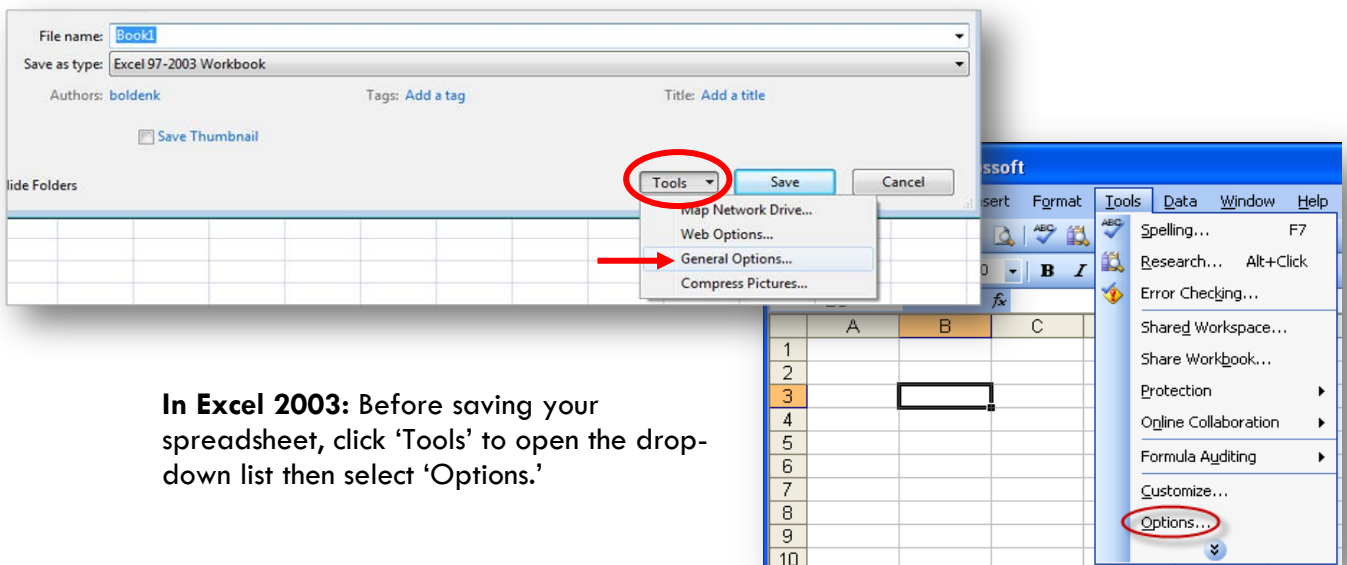 File name: Book1
Save as type: Excel 97-2003 Workbook
Authors: boldenk Tags: Add a tag Title: Add a title
Save Thumbnail
lide Folders Tools Save Cancel
Map Network Drive...
Web Options...
General Options...
Compress Pictures...
In Excel 2003: Before saving your
spreadsheet, click ‘Tools’ to open the drop-
down list then select ‘Options.’
ssoft
sert Format Tools Data Window Help
ABC
ABC Spelling... F7
B I Research... Alt+Click
Error Checking...
fx
Shared Workspace...
Share Workbook...
Protection
Online Collaboration
Formula Auditing
Customize...
Options...
A B C
1
2
3
4
5
6
7
8
9
10